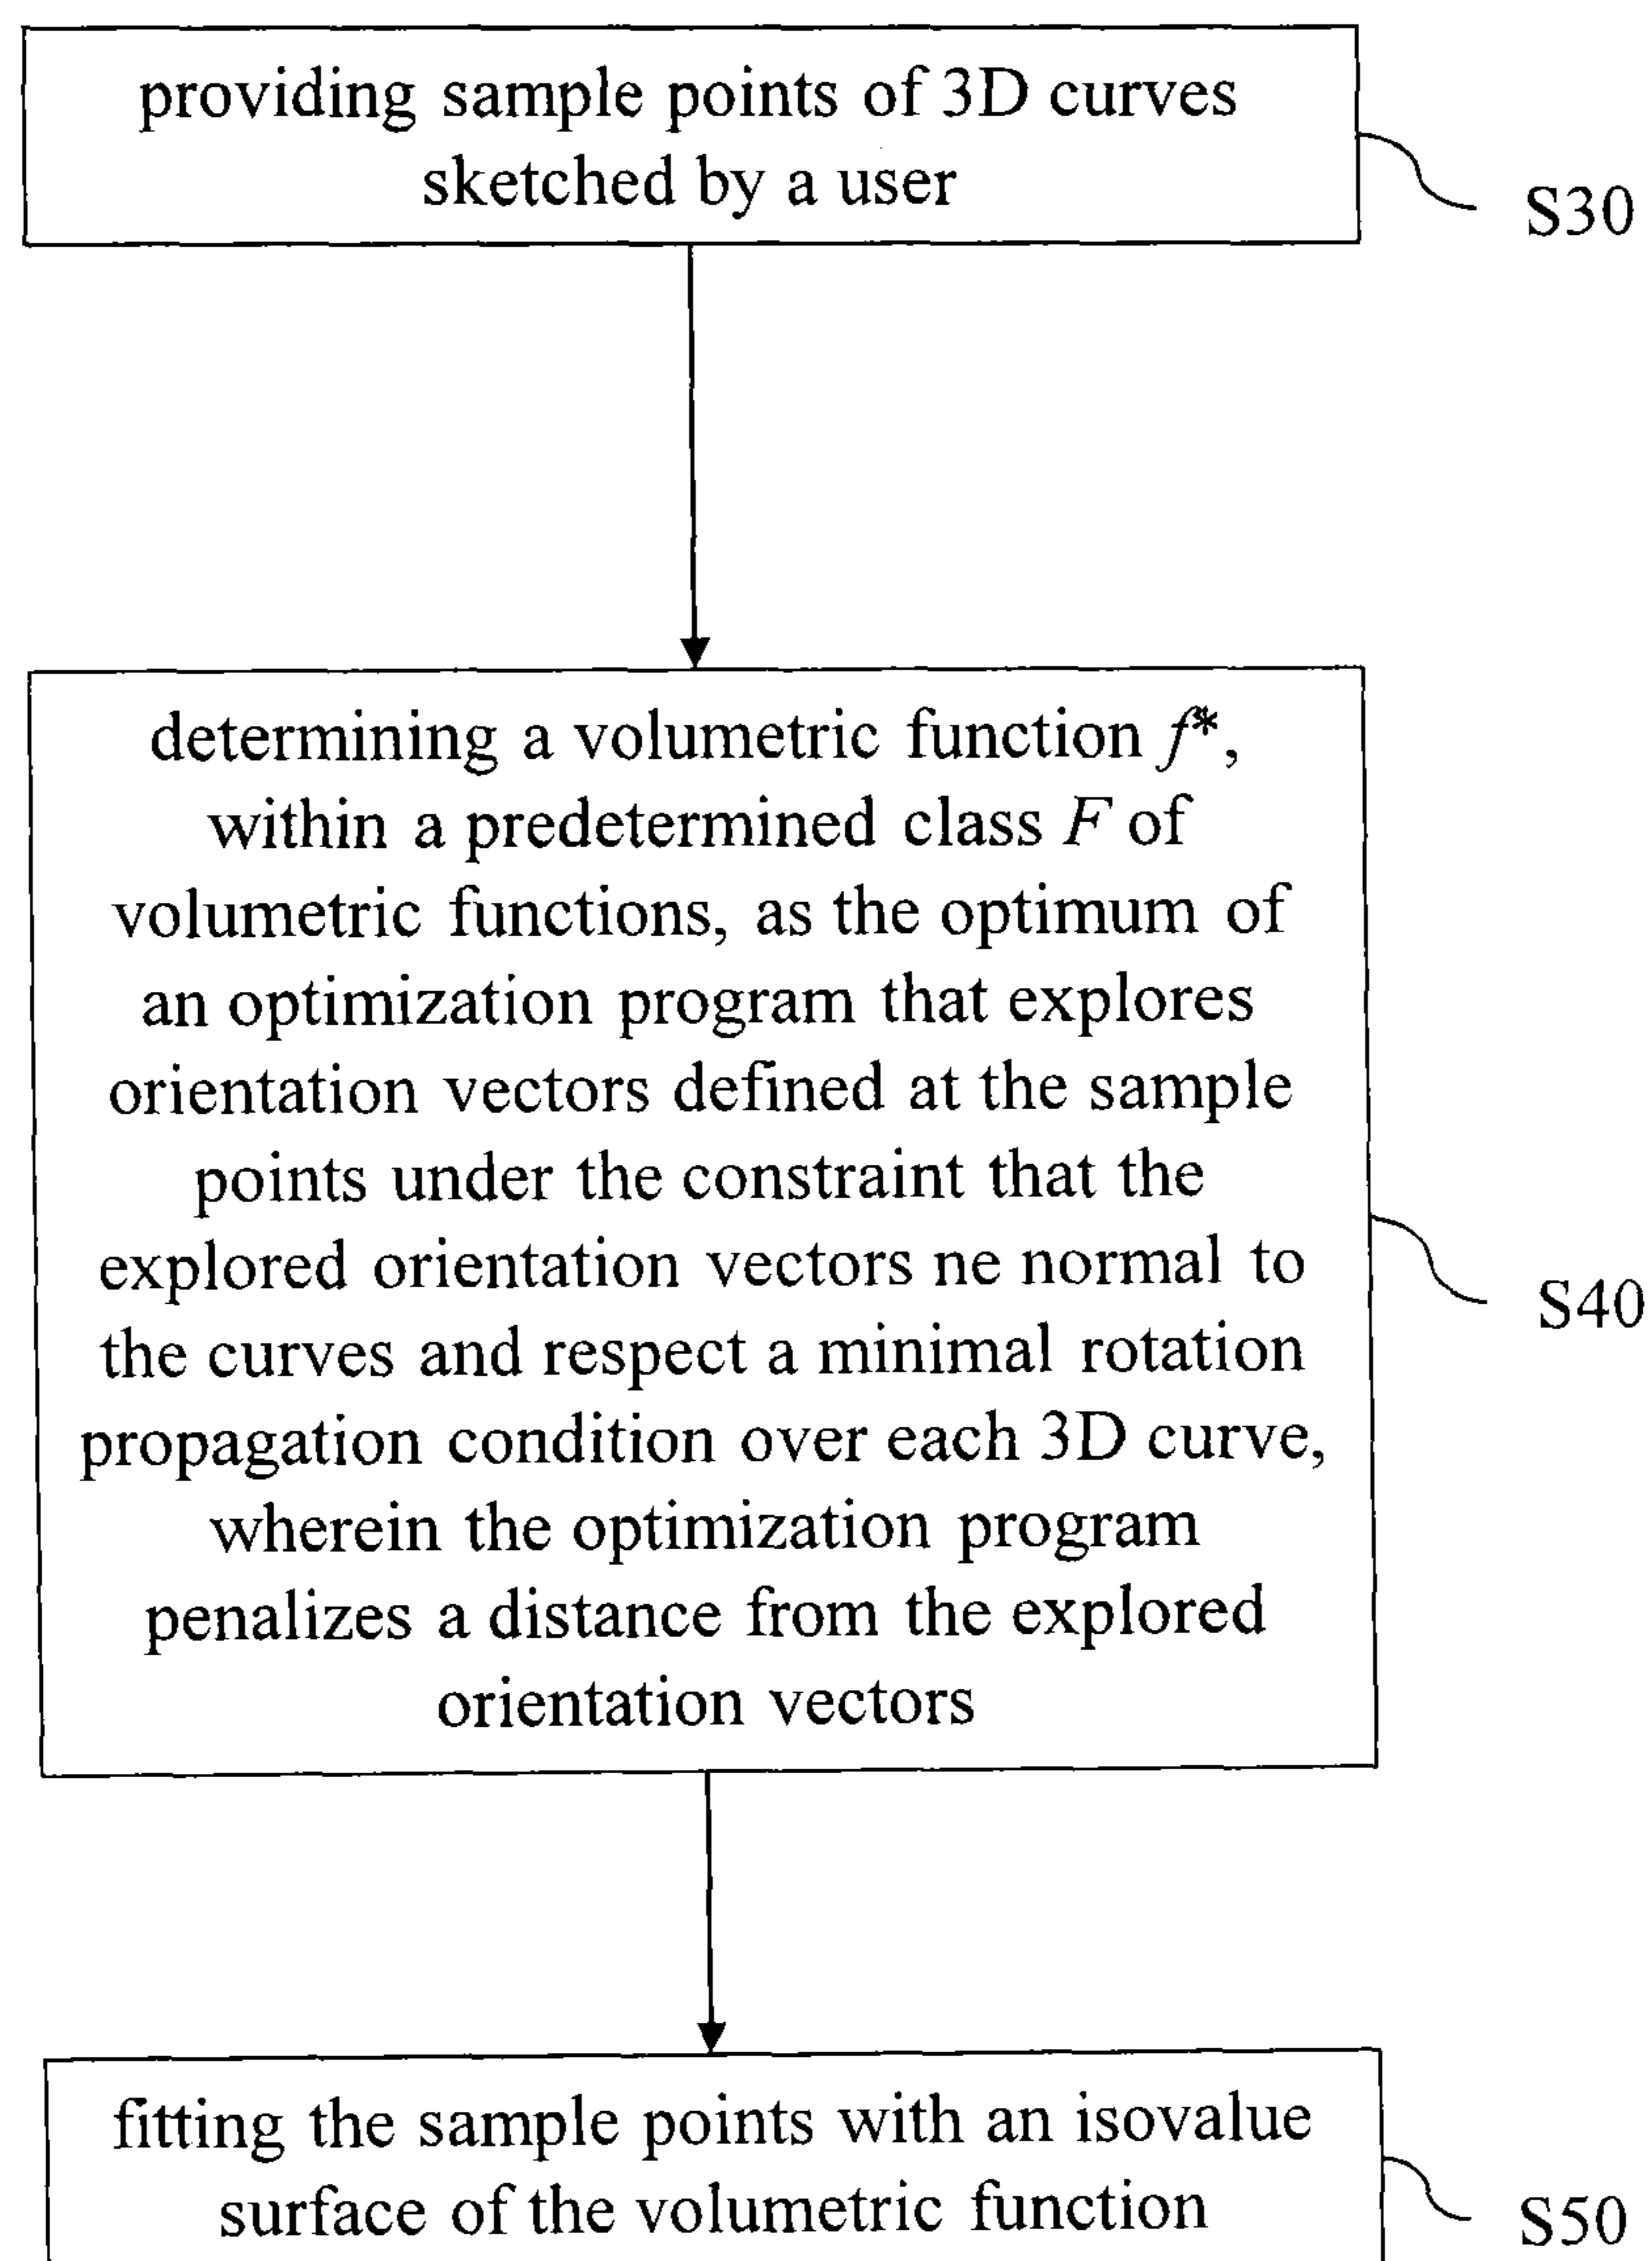 providing sample points of 3D curves
sketched by a user
S30
determining a volumetric function f*,
within a predetermined class F of
volumetric functions, as the optimum of
an optimization program that explores
orientation vectors defined at the sample
points under the constraint that the
explored orientation vectors ne normal to
the curves and respect a minimal rotation
propagation condition over each 3D curve,
wherein the optimization program
penalizes a distance from the explored
orientation vectors
S40
fitting the sample points with an isovalue
surface of the volumetric function
S50